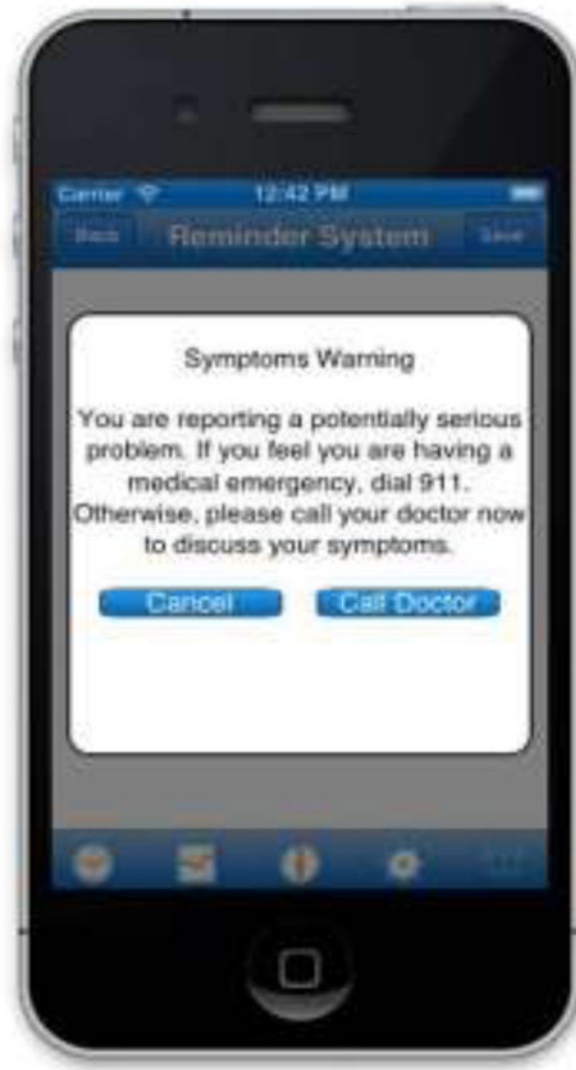 Carrier 12:42 PM
Back Reminder System Save
Symptoms Warning
You are reporting a potentially serious
problem. If you feel you are having a
medical emergency, dial 911.
Otherwise, please call your doctor now
to discuss your symptoms.
Cancel Call Doctor